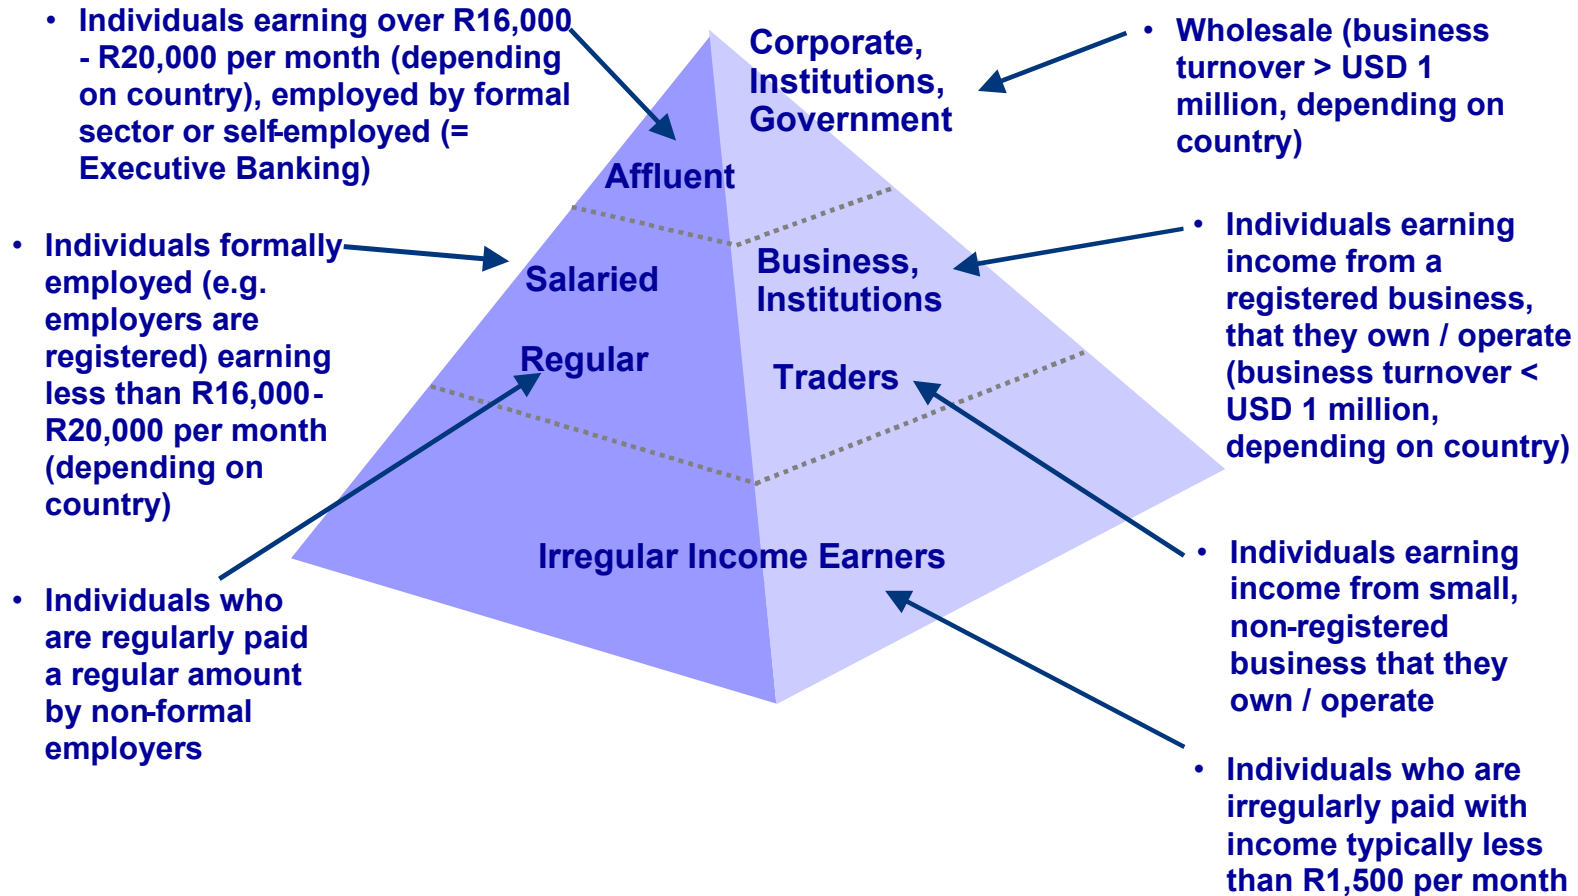 • Individuals earning over R16,000
- R20,000 per month (depending
on country), employed by formal
sector or self-employed (=
Executive Banking)
Corporate,
Institutions,
Government
• Wholesale (business
turnover > USD 1
million, depending on
country)
Affluent
• Individuals formally
employed (e.g.
employers are
registered) earning
less than R16,000-
R20,000 per month
(depending on
country)
Salaried
Business,
Institutions
• Individuals earning
income from a
registered business,
that they own / operate
(business turnover <
USD 1 million,
depending on country)
Regular
Traders
Irregular Income Earners
• Individuals who
are regularly paid
a regular amount
by non-formal
employers
• Individuals earning
income from small,
non-registered
business that they
own / operate
• Individuals who are
irregularly paid with
income typically less
than R1,500 per month